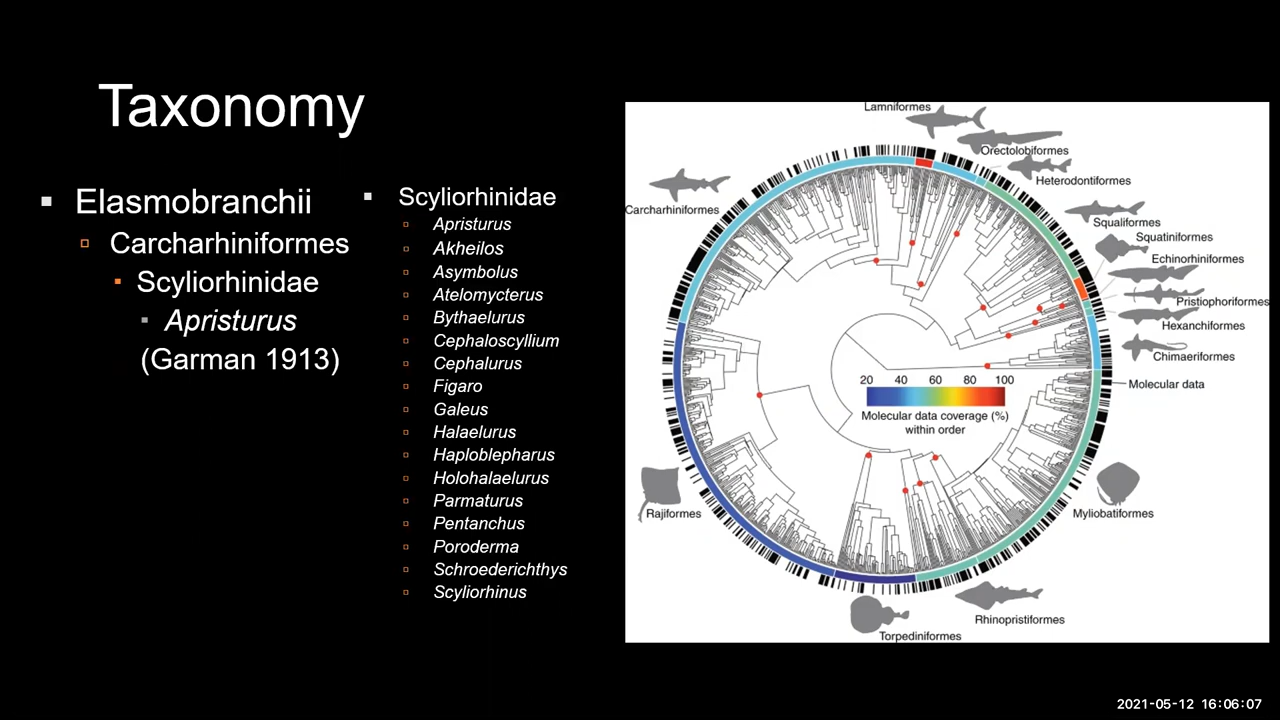 Taxonomy
Elasmobranchii
Carcharhiniformes
Scyliorhinidae
Apristurus
(Garman 1913)
Scyliorhinidae
Apristurus
Akheilos
Asymbolus
Atelomycterus
Bythaelurus
Cephaloscyllium
Cephalurus
Figaro
Galeus
Halaelurus
Haploblepharus
Holohalaelurus
Parmaturus
Pentanchus
Poroderma
Schroederichthys
Scyliorhinus
Lamniformes
Orectolobiformes
Heterodontiformes
Carcharhiniformes
Squaliformes
Squatiniformes
Echinorhiniformes
Pristiophoriformes
Hexanchiformes
Chimaeriformes
Molecular data
20 40 60 80 100
Molecular data coverage (%)
within order
Rajiformes
Myliobatiformes
Rhinopristiformes
Torpediniformes
2021-05-12 16:06:07